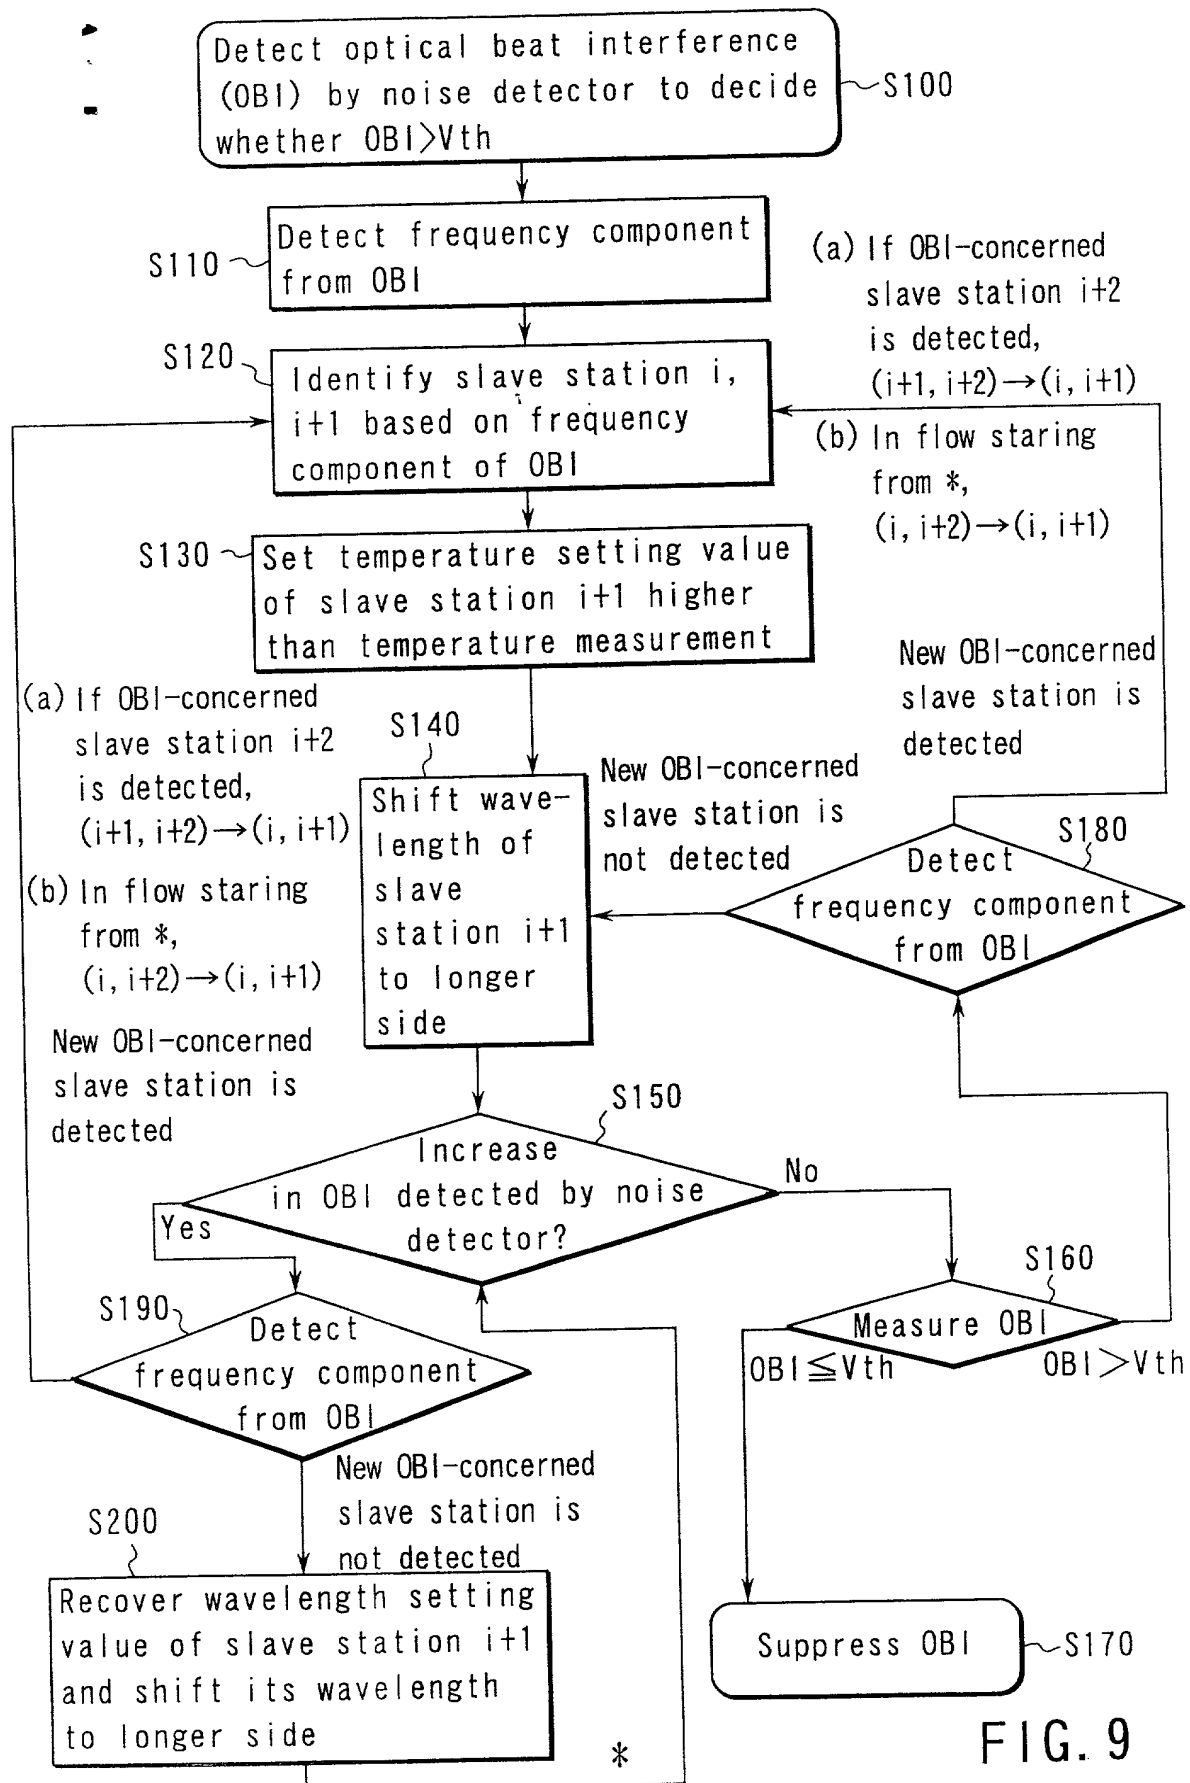 Detect optical beat interference
(OBI) by noise detector to decide
whether OBI>Vth
S100
Detect frequency component
from OBI
S110
(a) If OBI-concerned
slave station i+2
is detected,
(i+1, i+2)→(i, i+1)
(b) In flow staring
from *,
(i, i+2)→(i, i+1)
S120
Identify slave station i,
i+1 based on frequency
component of OBI
S130
Set temperature setting value
of slave station i+1 higher
than temperature measurement
New OBI-concerned
slave station is
detected
(a) If OBI-concerned
slave station i+2
is detected,
(i+1, i+2)→(i, i+1)
(b) In flow staring
from *,
(i, i+2)→(i, i+1)
New OBI-concerned
slave station is
detected
S140
Shift wave-
length of
slave
station i+1
to longer
side
New OBI-concerned
slave station is
not detected
S180
Detect
frequency component
from OBI
S150
Increase
in OBI detected by noise
detector?
No
Yes
S160
Measure OBI
OBI≦Vth
OBI>Vth
S190
Detect
frequency component
from OBI
New OBI-concerned
slave station is
not detected
S200
Recover wavelength setting
value of slave station i+1
and shift its wavelength
to longer side
*
Suppress OBI
S170
FIG. 9